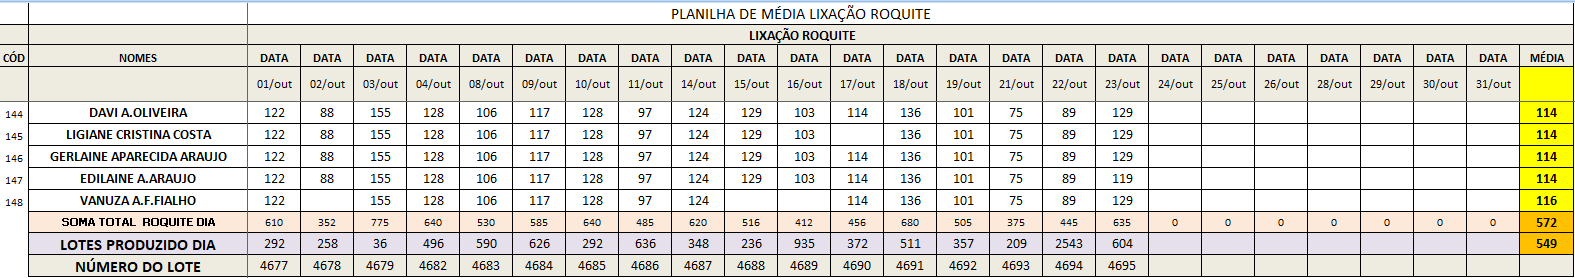 PLANILHA DE MÉDIA LIXAÇÃO ROQUITE
LIXAÇÃO ROQUITE
CÓD NOMES DATA DATA DATA DATA DATA DATA DATA DATA DATA DATA DATA DATA DATA DATA DATA DATA DATA DATA DATA DATA DATA DATA DATA DATA MÉDIA
01/out 02/out 03/out 04/out 08/out 09/out 10/out 11/out 14/out 15/out 16/out 17/out 18/out 19/out 21/out 22/out 23/out 24/out 25/out 26/out 28/out 29/out 30/out 31/out
144 DAVI A.OLIVEIRA 122 88 155 128 106 117 128 97 124 129 103 114 136 101 75 89 129 114
145 LIGIANE CRISTINA COSTA 122 88 155 128 106 117 128 97 124 129 103 136 101 75 89 129 114
146 GERLAINE APARECIDA ARAUJO 122 88 155 128 106 117 128 97 124 129 103 114 136 101 75 89 129 114
147 EDILAINE A.ARAUJO 122 88 155 128 106 117 128 97 124 129 103 114 136 101 75 89 119 114
148 VANUZA A.F.FIALHO 122 155 128 106 117 128 97 124 114 136 101 75 89 129 116
SOMA TOTAL ROQUITE DIA 610 352 775 640 530 585 640 485 620 516 412 456 680 505 375 445 635 0 0 0 0 0 0 0 572
LOTES PRODUZIDO DIA 292 258 36 496 590 626 292 636 348 236 935 372 511 357 209 2543 604 549
NÚMERO DO LOTE 4677 4678 4679 4682 4683 4684 4685 4686 4687 4688 4689 4690 4691 4692 4693 4694 4695